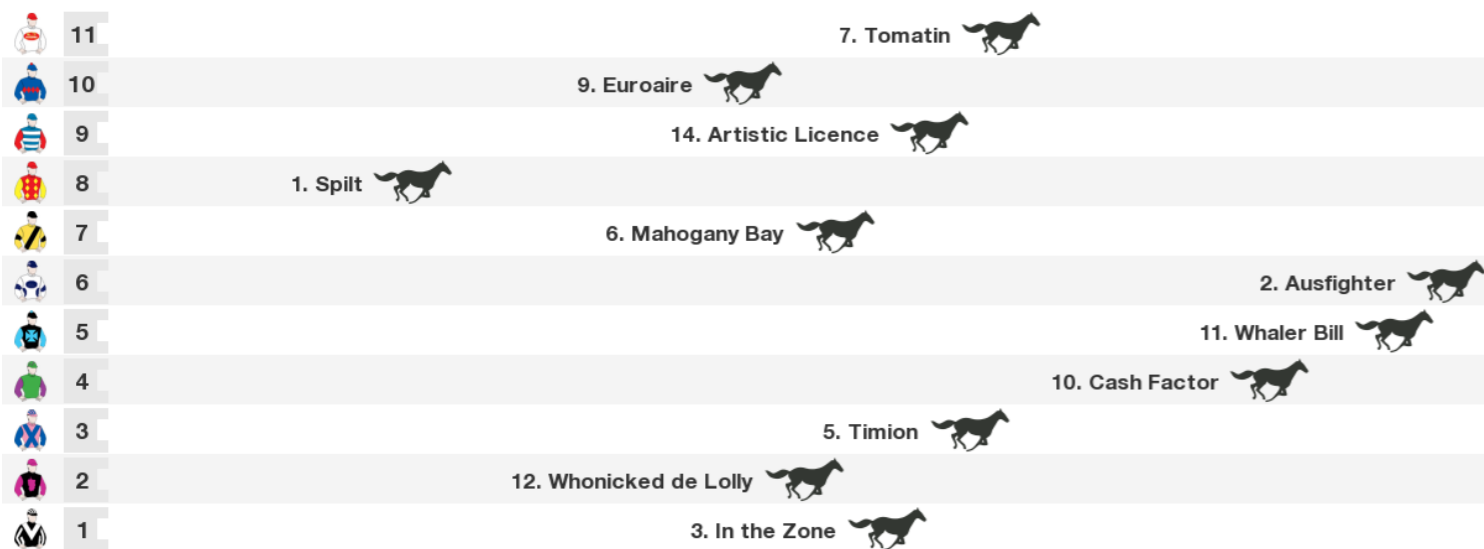 11 7. Tomatin
10 9. Euroaire
9 14. Artistic Licence
8 1. Spilt
7 6. Mahogany Bay
6 2. Ausfighter
5 11. Whaler Bill
4 10. Cash Factor
3 5. Timion
2 12. Whonicked de Lolly
1 3. In the Zone